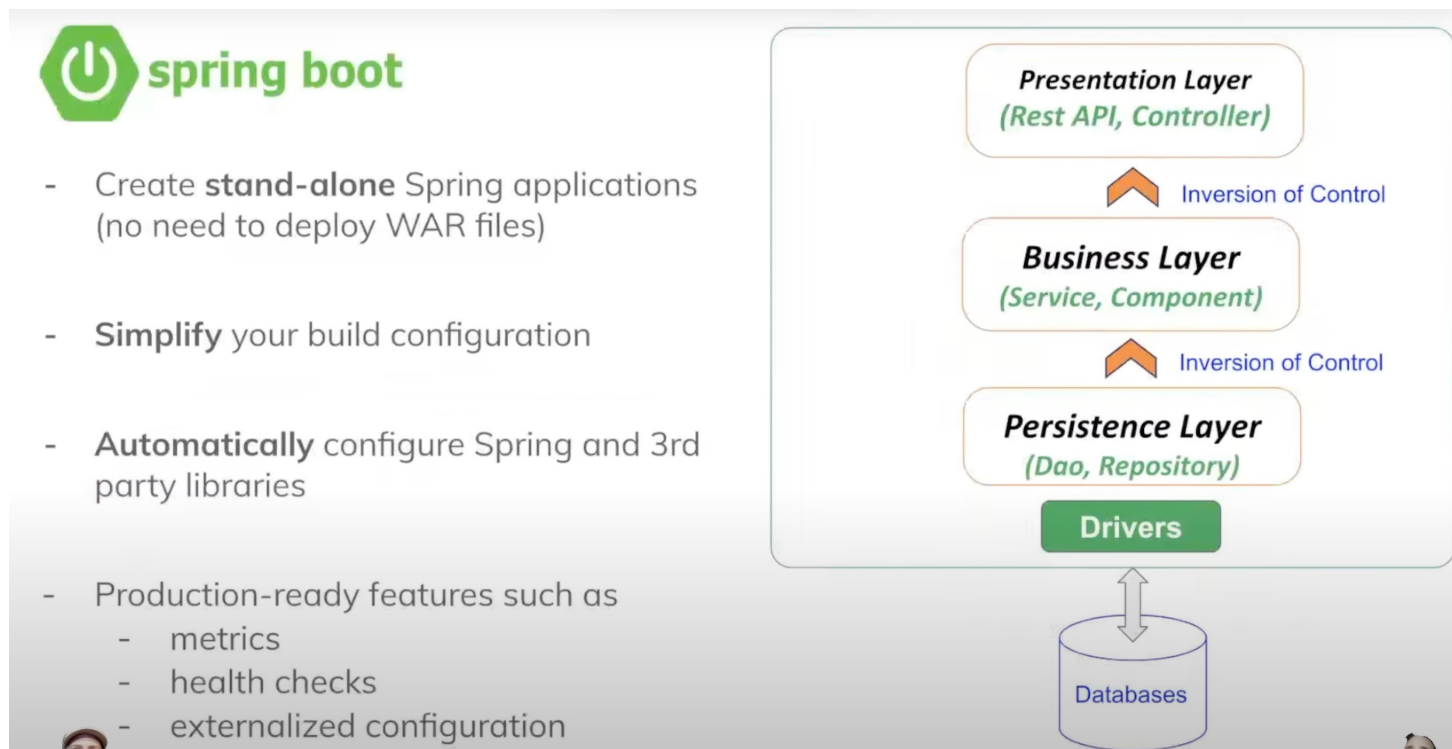 spring boot
- Create stand-alone Spring applications
(no need to deploy WAR files)
- Simplify your build configuration
- Automatically configure Spring and 3rd
party libraries
- Production-ready features such as
- metrics
- health checks
- externalized configuration
Presentation Layer
(Rest API, Controller)
Inversion of Control
Business Layer
(Service, Component)
Inversion of Control
Persistence Layer
(Dao, Repository)
Drivers
Databases